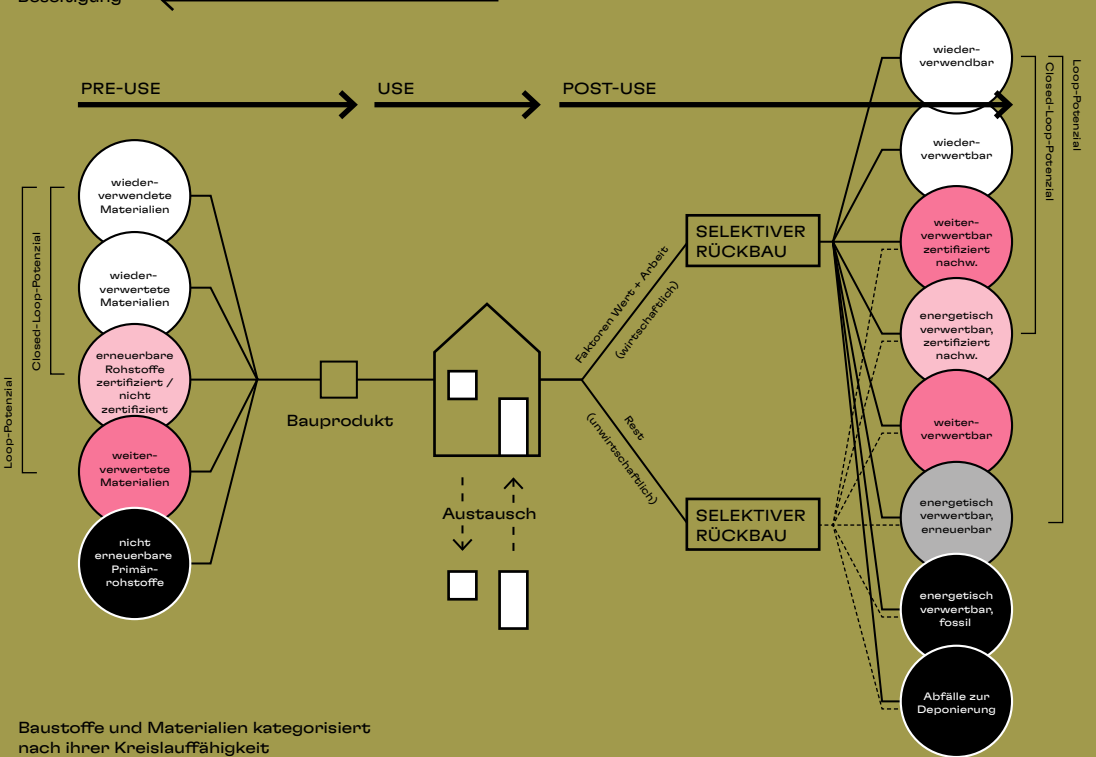 PRE-USE
USE
POST-USE
Loop-Potenzial
Closed-Loop-Potenzial
wieder-
verwendete
Materialien
wieder-
verwertete
Materialien
erneuerbare
Rohstoffe
zertifiziert /
nicht
zertifiziert
weiter-
verwertete
Materialien
nicht
erneuerbare
Primär-
rohstoffe
Bauprodukt
Austausch
Faktoren Wert + Arbeit
(wirtschaftlich)
Rest
(unwirtschaftlich)
SELEKTIVER
RÜCKBAU
SELEKTIVER
RÜCKBAU
wieder-
verwendbar
wieder-
verwertbar
weiter-
verwertbar
zertifiziert
nachw.
energetisch
verwertbar,
zertifiziert
nachw.
weiter-
verwertbar
energetisch
verwertbar,
erneuerbar
energetisch
verwertbar,
fossil
Abfälle zur
Deponierung
Closed-Loop-Potenzial
Loop-Potenzial
Baustoffe und Materialien kategorisiert
nach ihrer Kreislauffähigkeit